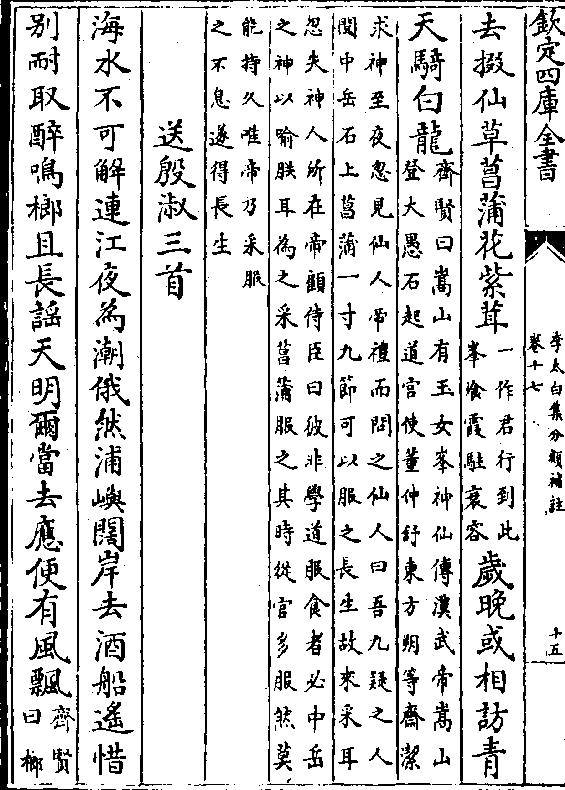 欽定四庫全書
李太白集分類補註
卷十七
十五
去掇仙草菖蒲花紫茸
一作君行到此
峯飡霞駐衰容
歲晚或相訪青
天騎白龍
齊賢曰嵩山有玉女峯神仙傳漢武帝嵩山
登大愚石起道宮使董仲舒東方明等齋潔
求神至夜忽見仙人帝禮而問之仙人曰吾九疑之人
聞中岳石上菖蒲一寸九節可以服之長生故來采耳
忽失神人所在帝顧侍臣曰彼非學道服食者必中岳
之神以喻朕耳為之采菖蒲服之其時從官多服然莫
能持久唯帝乃采服
之不息遂得長生
送殷淑三首
海水不可解連江夜為潮俄然浦嶼闊岸去酒船遙惜
別耐取醉鳴榔且長謡天明爾當去應便有風飄
齊賢
曰榔